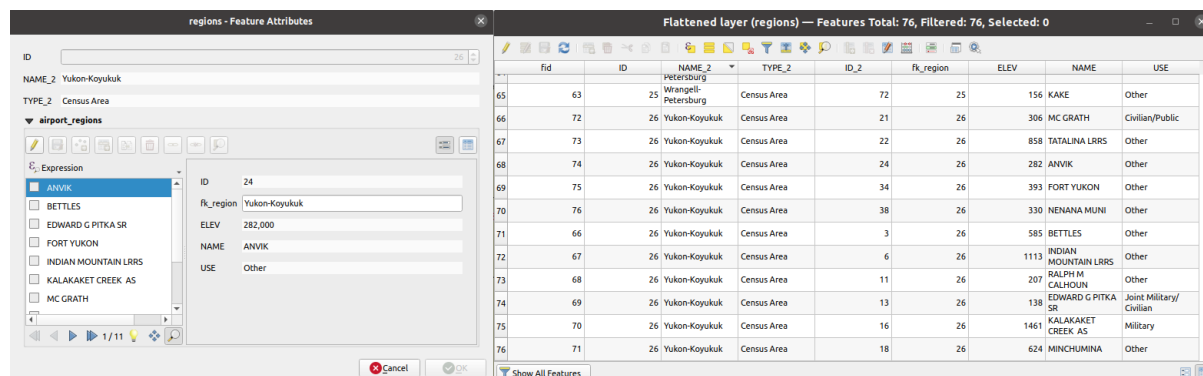 regions - Feature Attributes
ID 26
NAME_2 Yukon-Koyukuk
TYPE_2 Census Area
airport_regions
Expression
ANVIK
BETTLES
EDWARD G PITKA SR
FORT YUKON
INDIAN MOUNTAIN LRRS
KALAKAKET CREEK AS
MC GRATH
1 / 11
ID 24
fk_region Yukon-Koyukuk
ELEV 282,000
NAME ANVIK
USE Other
Cancel OK
Flattened layer (regions) — Features Total: 76, Filtered: 76, Selected: 0
fid ID NAME_2 TYPE_2 ID_2 fk_region ELEV NAME USE
Petersburg
65 63 25 Wrangell-Petersburg Census Area 72 25 156 KAKE Other
66 72 26 Yukon-Koyukuk Census Area 21 26 306 MC GRATH Civilian/Public
67 73 26 Yukon-Koyukuk Census Area 22 26 858 TATALINA LRRS Other
68 74 26 Yukon-Koyukuk Census Area 24 26 282 ANVIK Other
69 75 26 Yukon-Koyukuk Census Area 34 26 393 FORT YUKON Other
70 76 26 Yukon-Koyukuk Census Area 38 26 330 NENANA MUNI Other
71 66 26 Yukon-Koyukuk Census Area 3 26 585 BETTLES Other
72 67 26 Yukon-Koyukuk Census Area 6 26 1113 INDIAN MOUNTAIN LRRS Other
73 68 26 Yukon-Koyukuk Census Area 11 26 207 RALPH M CALHOUN Other
74 69 26 Yukon-Koyukuk Census Area 13 26 138 EDWARD G PITKA SR Joint Military/Civilian
75 70 26 Yukon-Koyukuk Census Area 16 26 1461 KALAKAKET CREEK AS Military
76 71 26 Yukon-Koyukuk Census Area 18 26 624 MINCHUMINA Other
Show All Features